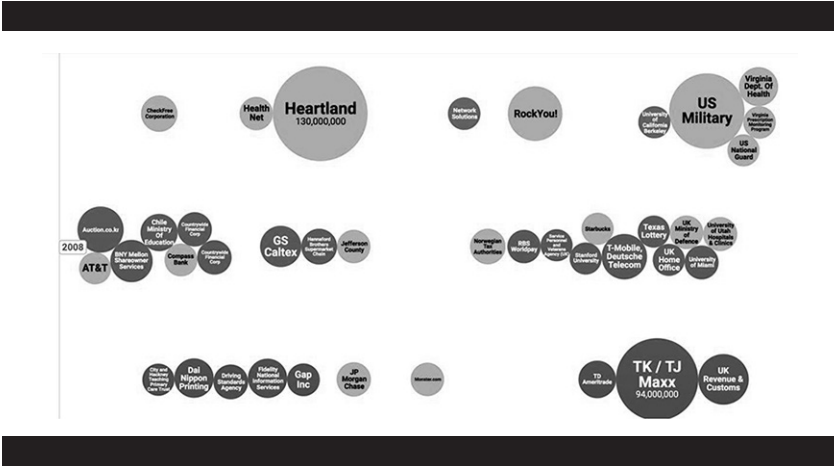 CheckFree
Corporation
Health
Net
Heartland
130,000,000
Network
Solutions
RockYou!
University
of
California
Berkeley
US
Military
Virginia
Dept. Of
Health
Virginia
Prescription
Monitoring
Program
US
National
Guard
2008
Auction.co.kr
AT&T
BNY Mellon
Shareowner
Services
Chile
Ministry
Of
Education
Countrywide
Financial
Corp
Compass
Bank
Countrywide
Financial
Corp
GS
Caltex
Hannaford
Brothers
Supermarket
Chain
Jefferson
County
Norwegian
Tax
Authorities
RBS
Worldpay
Service
Personnel
and
Veterans
Agency (UK)
Starbucks
Stanford
University
T-Mobile,
Deutsche
Telecom
Texas
Lottery
UK
Home
Office
UK
Ministry
of
Defence
University
of Miami
University
of Utah
Hospitals
& Clinics
City and
Hackney
Teaching
Primary
Care Trust
Dai
Nippon
Printing
Driving
Standards
Agency
Fidelity
National
Information
Services
Gap
Inc
JP
Morgan
Chase
Monster.com
TD
Ameritrade
TK / TJ
Maxx
94,000,000
UK
Revenue &
Customs